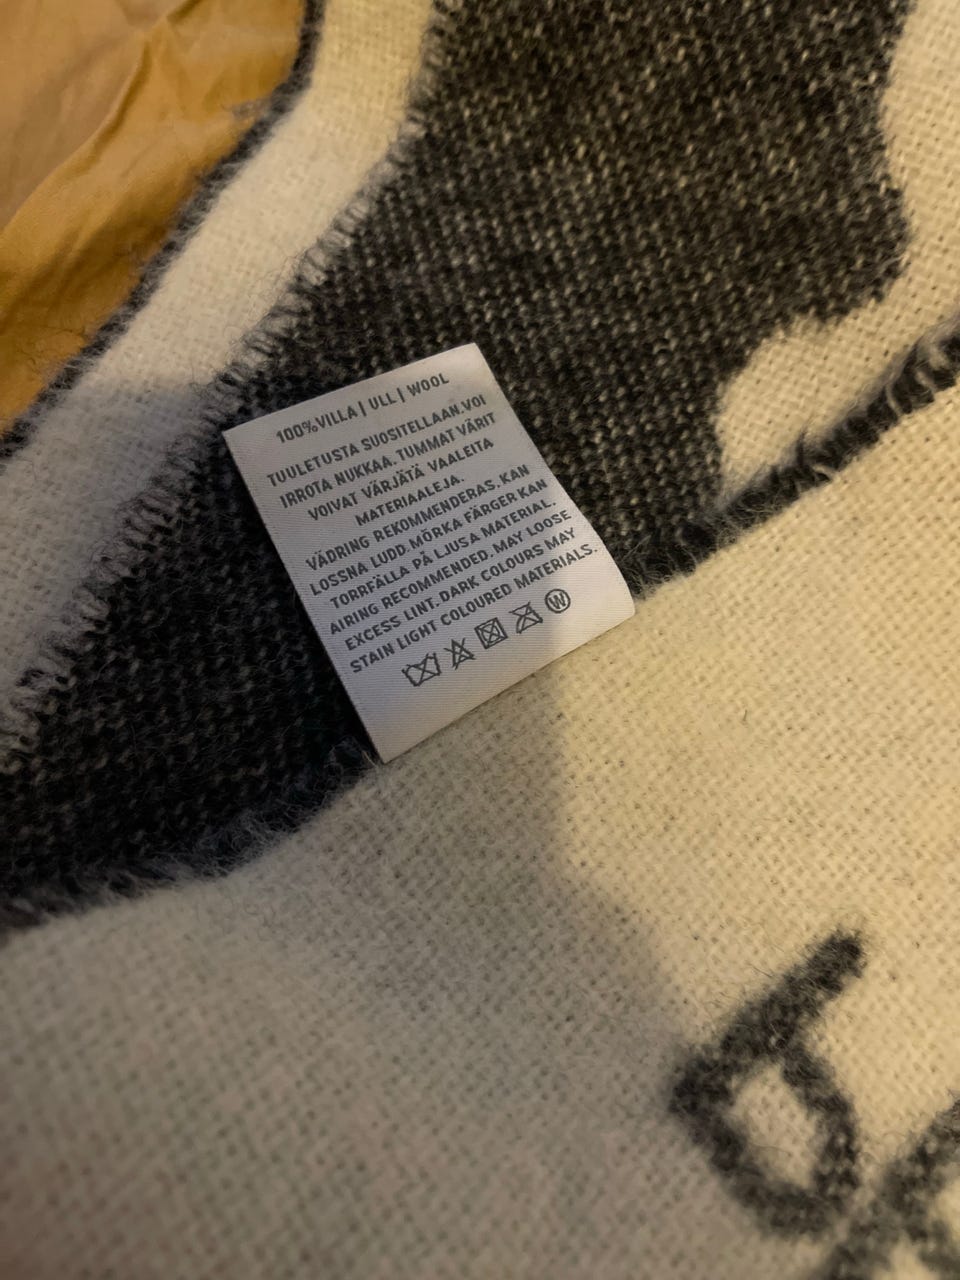 100%VILLA | ULL | WOOL
TUULETUSTA SUOSITELLAAN.VOI
IRROTA NUKKAA. TUMMAT VÄRIT
VOIVAT VÄRJÄTÄ VAALEITA
MATERIAALEJA.
VÄDRING REKOMMENDERAS. KAN
LOSSNA LUDD. MÖRKA FÄRGER KAN
TORRFÄLLA PÅ LJUSA MATERIAL.
AIRING RECOMMENDED. MAY LOOSE
EXCESS LINT. DARK COLOURS MAY
STAIN LIGHT COLOURED MATERIALS.
W